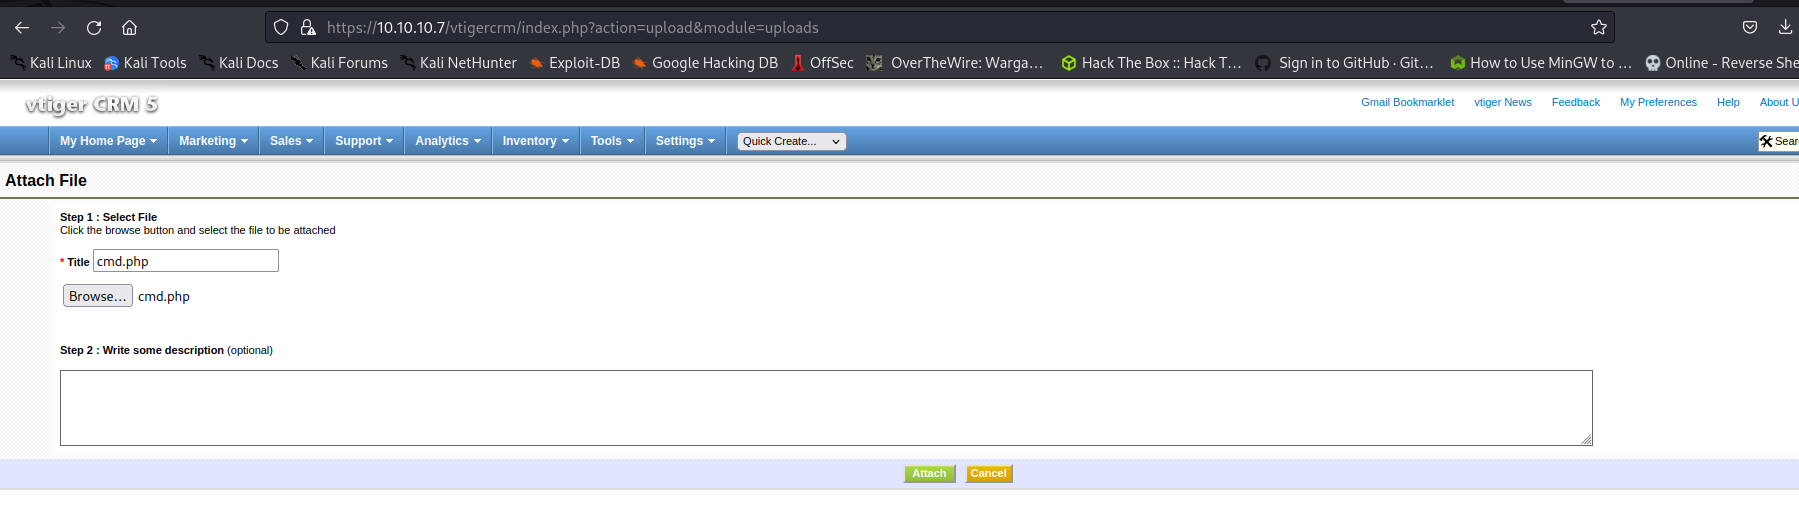 https://10.10.10.7/vtigercrm/index.php?action=upload&module=uploads
Kali Linux Kali Tools Kali Docs Kali Forums Kali NetHunter Exploit-DB Google Hacking DB OffSec OverTheWire: Warga… Hack The Box :: Hack T… Sign in to GitHub · Git… How to Use MinGW to … Online - Reverse She
vtiger CRM 5 Gmail Bookmarklet vtiger News Feedback My Preferences Help About U
My Home Page Marketing Sales Support Analytics Inventory Tools Settings Quick Create... Sear
Attach File
Step 1 : Select File
Click the browse button and select the file to be attached
* Title cmd.php
Browse… cmd.php
Step 2 : Write some description (optional)
Attach Cancel